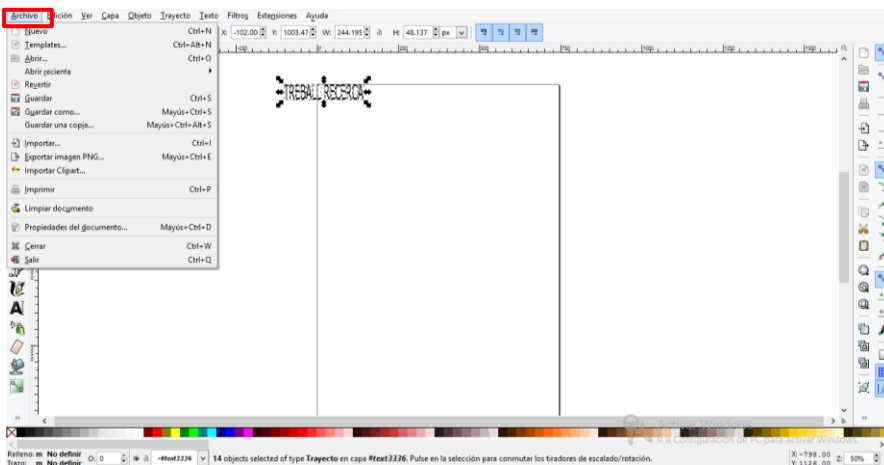 Archivo Edición Ver Capa Objeto Trayecto Texto Filtros Extensiones Ayuda
Nuevo Ctrl+N
X: -102.00 Y: 1003.47 W: 244.195 H: 48.137 px
Templates... Ctrl+Alt+N
Abrir... Ctrl+O
Abrir reciente
Revertir
Guardar Ctrl+S
Guardar como... Mayús+Ctrl+S
Guardar una copia... Mayús+Ctrl+Alt+S
Importar... Ctrl+I
Exportar imagen PNG... Mayús+Ctrl+E
Importar Clipart...
Imprimir Ctrl+P
Limpiar documento
Propiedades del documento... Mayús+Ctrl+D
Cerrar Ctrl+W
Salir Ctrl+Q
TREBALL RECERCA
Activar Windows
Configuración de PC para activar Windows.
Relleno: m No definir
Trazo: m No definir
O: 0
-#text3336
14 objects selected of type Trayecto en capa #text3336. Pulse en la selección para conmutar los tiradores de escalado/rotación.
X: -798.00
Y: 1126.00
Z: 50%